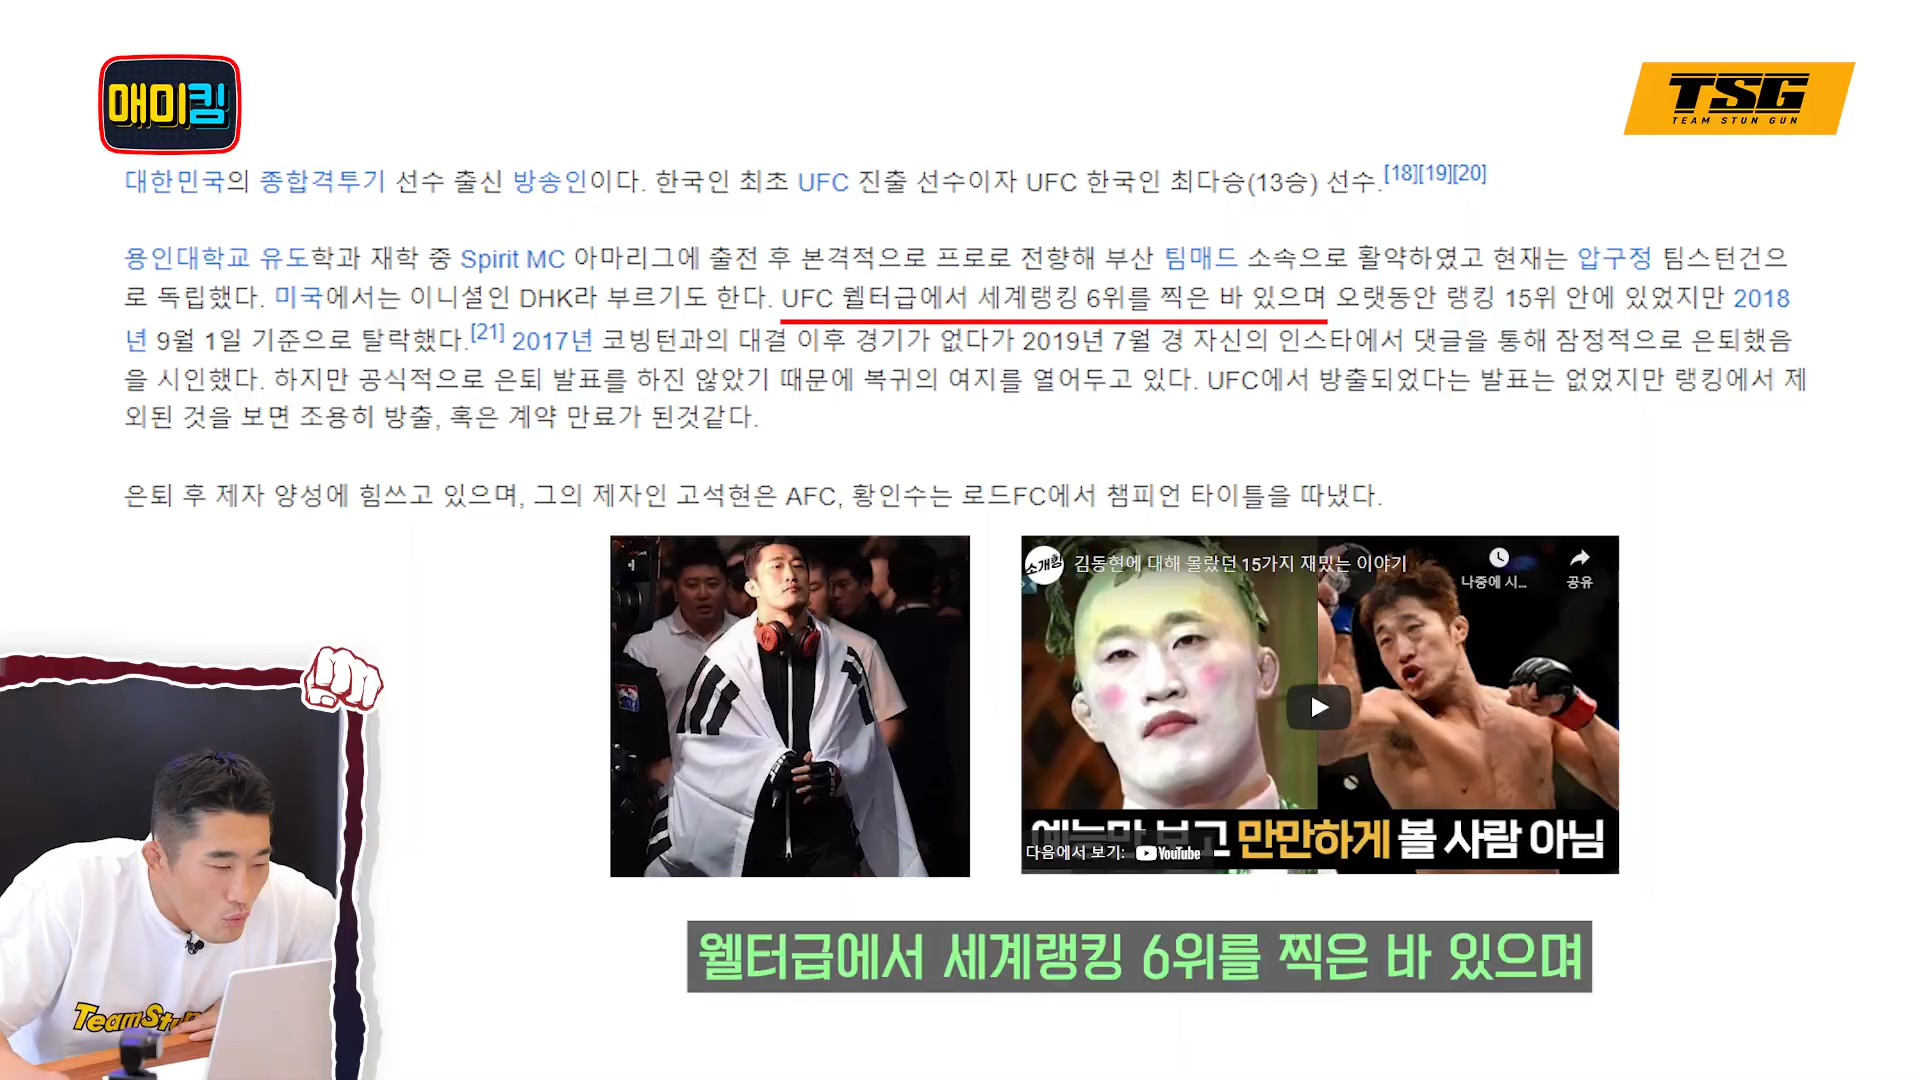 매미킴
TSG
TEAM STUN GUN
대한민국의 종합격투기 선수 출신 방송인이다. 한국인 최초 UFC 진출 선수이자 UFC 한국인 최다승(13승) 선수.[18][19][20]
용인대학교 유도학과 재학 중 Spirit MC 아마리그에 출전 후 본격적으로 프로로 전향해 부산 팀매드 소속으로 활약하였고 현재는 압구정 팀스턴건으
로 독립했다. 미국에서는 이니셜인 DHK라 부르기도 한다. UFC 웰터급에서 세계랭킹 6위를 찍은 바 있으며 오랫동안 랭킹 15위 안에 있었지만 2018
년 9월 1일 기준으로 탈락했다.[21] 2017년 코빙턴과의 대결 이후 경기가 없다가 2019년 7월 경 자신의 인스타에서 댓글을 통해 잠정적으로 은퇴했음
을 시인했다. 하지만 공식적으로 은퇴 발표를 하진 않았기 때문에 복귀의 여지를 열어두고 있다. UFC에서 방출되었다는 발표는 없었지만 랭킹에서 제
외된 것을 보면 조용히 방출, 혹은 계약 만료가 된것같다.
은퇴 후 제자 양성에 힘쓰고 있으며, 그의 제자인 고석현은 AFC, 황인수는 로드FC에서 챔피언 타이틀을 따냈다.
소개킹
김동현에 대해 몰랐던 15가지 재밌는 이야기
나중에 시...
공유
예능만 보고 만만하게 볼 사람 아님
다음에서 보기: YouTube
TeamStu
웰터급에서 세계랭킹 6위를 찍은 바 있으며